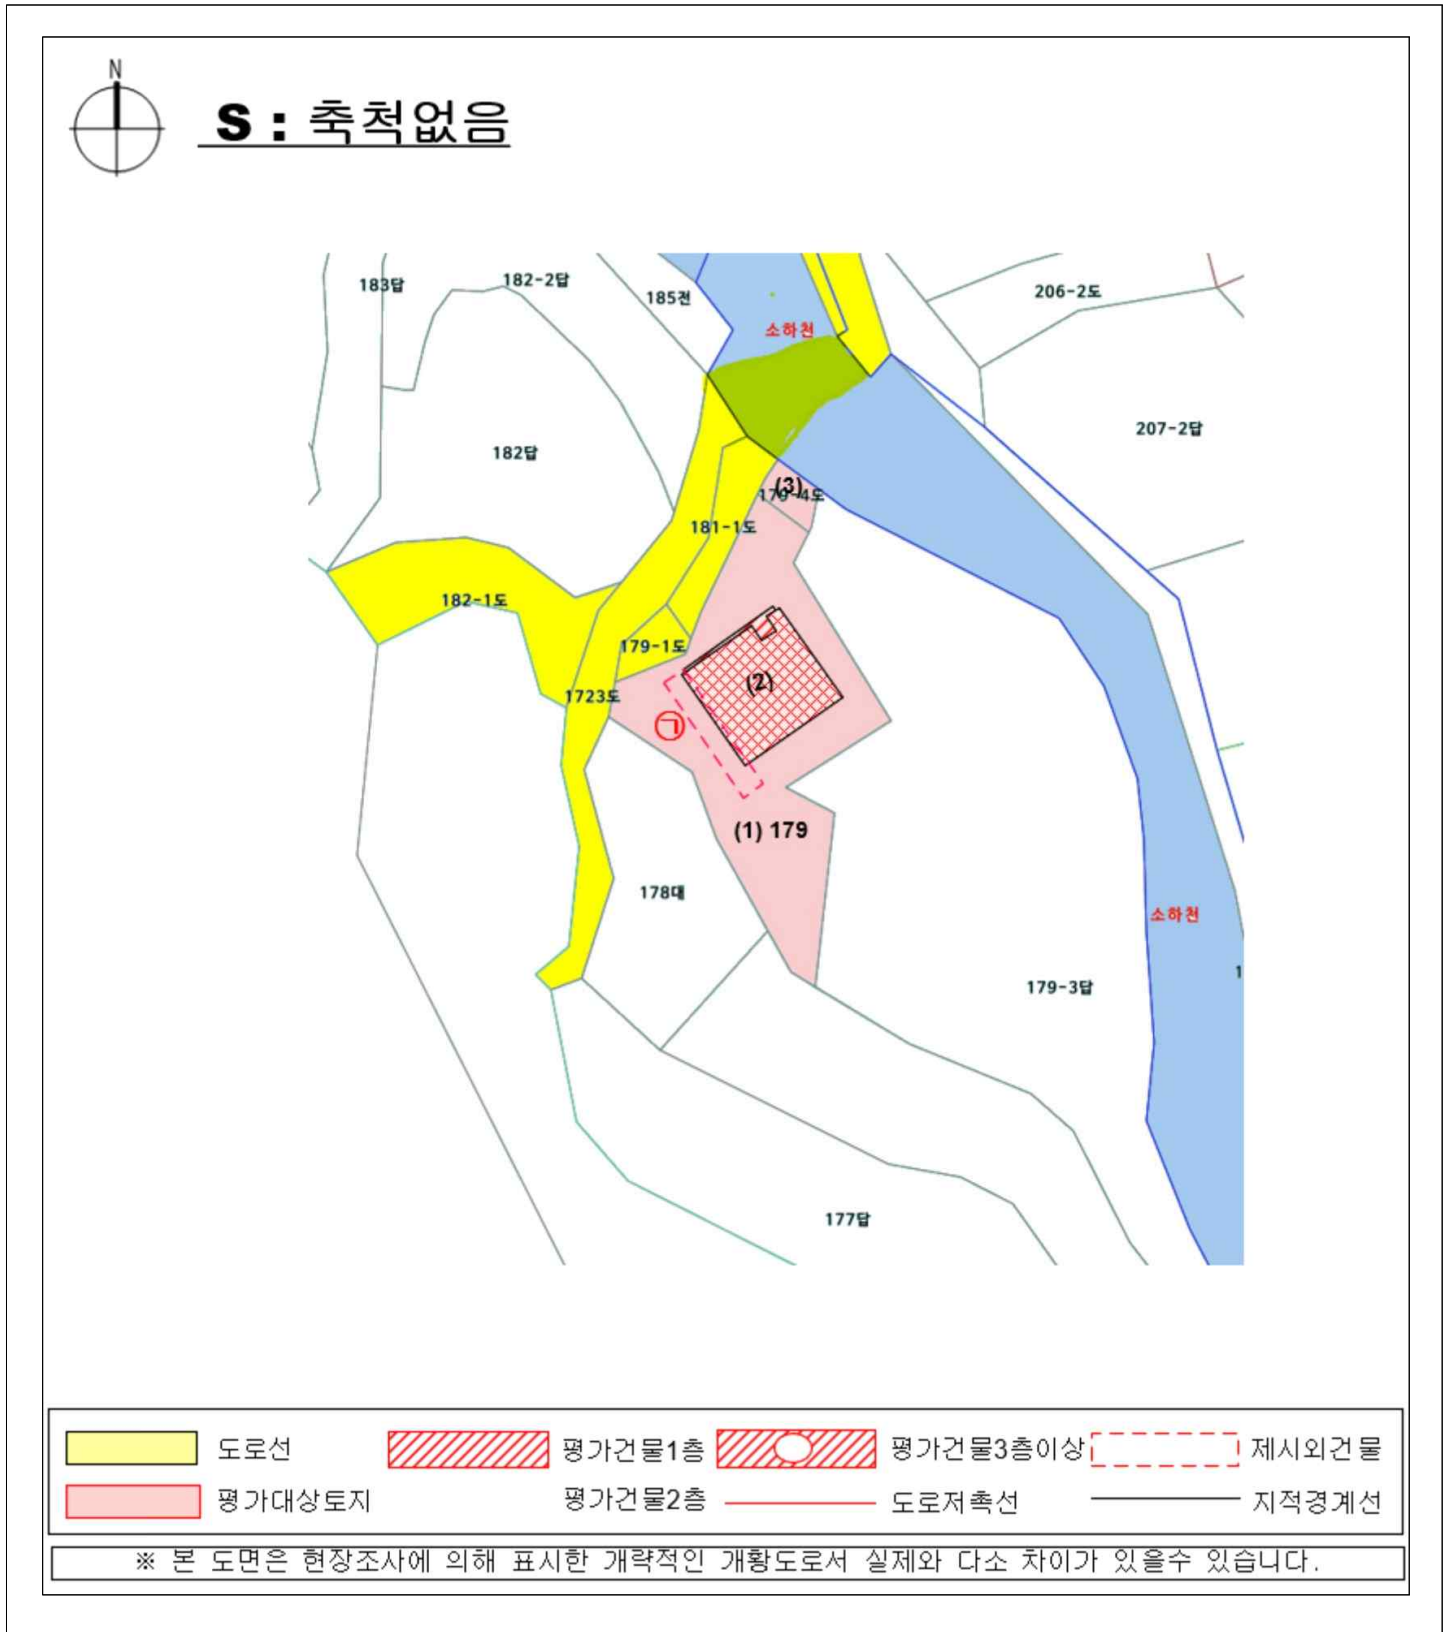 N
S : 축척없음
183답
182-2답
185전
206-2도
소하천
207-2답
182답
(3)
179-4도
181-1도
182-1도
179-1도
(2)
1723도
ㄱ
(1) 179
178대
소하천
1
179-3답
177답
도로선 평가건물1층 평가건물3층이상 제시외건물
평가대상토지 평가건물2층 도로저촉선 지적경계선
※ 본 도면은 현장조사에 의해 표시한 개략적인 개황도로서 실제와 다소 차이가 있을수 있습니다.